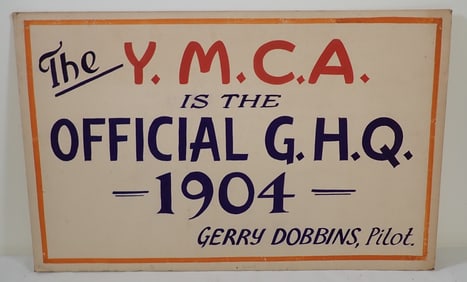 The Y. M. C. A.
IS THE
OFFICIAL G. H. Q.
- 1904 -
GERRY DOBBINS, Pilot.